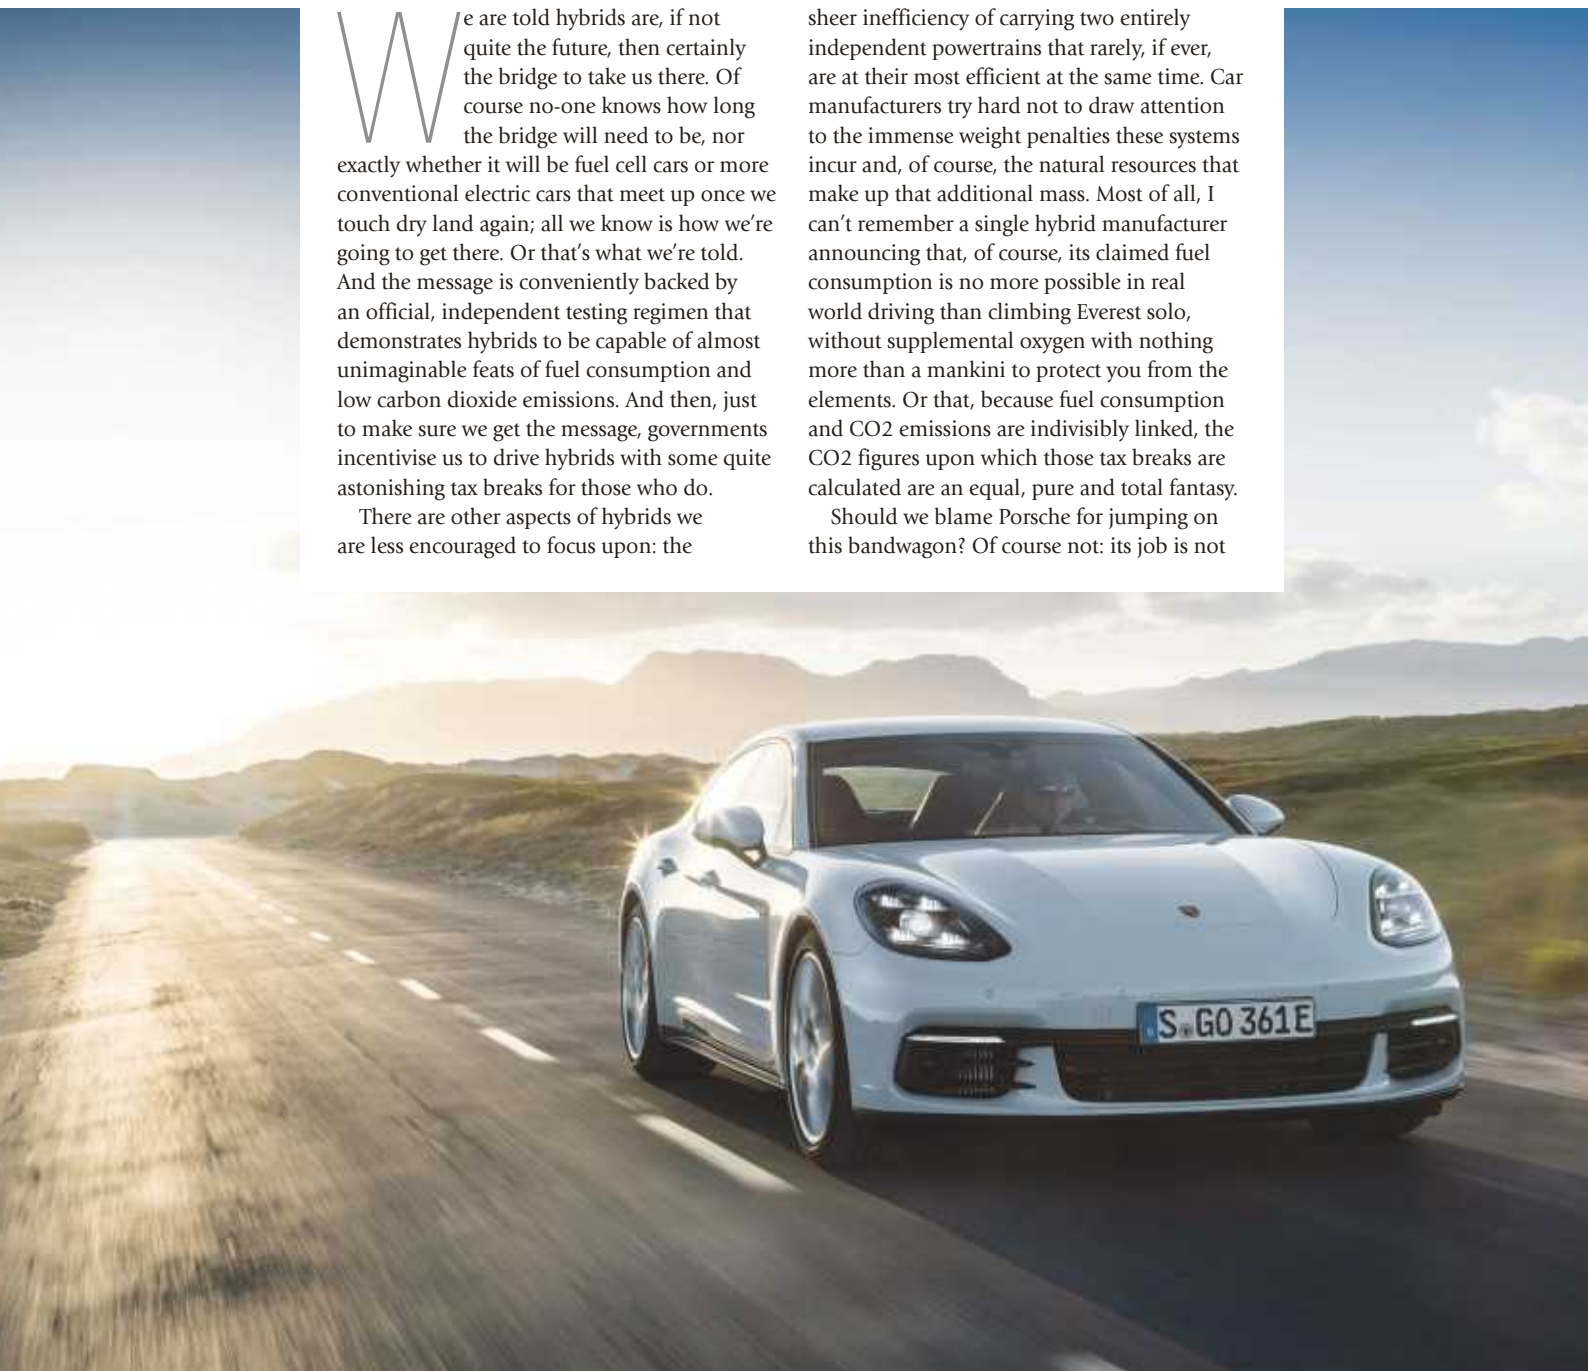 We are told hybrids are, if not
quite the future, then certainly
the bridge to take us there. Of
course no-one knows how long
the bridge will need to be, nor
exactly whether it will be fuel cell cars or more
conventional electric cars that meet up once we
touch dry land again; all we know is how we’re
going to get there. Or that’s what we’re told.
And the message is conveniently backed by
an official, independent testing regimen that
demonstrates hybrids to be capable of almost
unimaginable feats of fuel consumption and
low carbon dioxide emissions. And then, just
to make sure we get the message, governments
incentivise us to drive hybrids with some quite
astonishing tax breaks for those who do.
There are other aspects of hybrids we
are less encouraged to focus upon: the
sheer inefficiency of carrying two entirely
independent powertrains that rarely, if ever,
are at their most efficient at the same time. Car
manufacturers try hard not to draw attention
to the immense weight penalties these systems
incur and, of course, the natural resources that
make up that additional mass. Most of all, I
can’t remember a single hybrid manufacturer
announcing that, of course, its claimed fuel
consumption is no more possible in real
world driving than climbing Everest solo,
without supplemental oxygen with nothing
more than a mankini to protect you from the
elements. Or that, because fuel consumption
and CO2 emissions are indivisibly linked, the
CO2 figures upon which those tax breaks are
calculated are an equal, pure and total fantasy.
Should we blame Porsche for jumping on
this bandwagon? Of course not: its job is not
S GO 361E